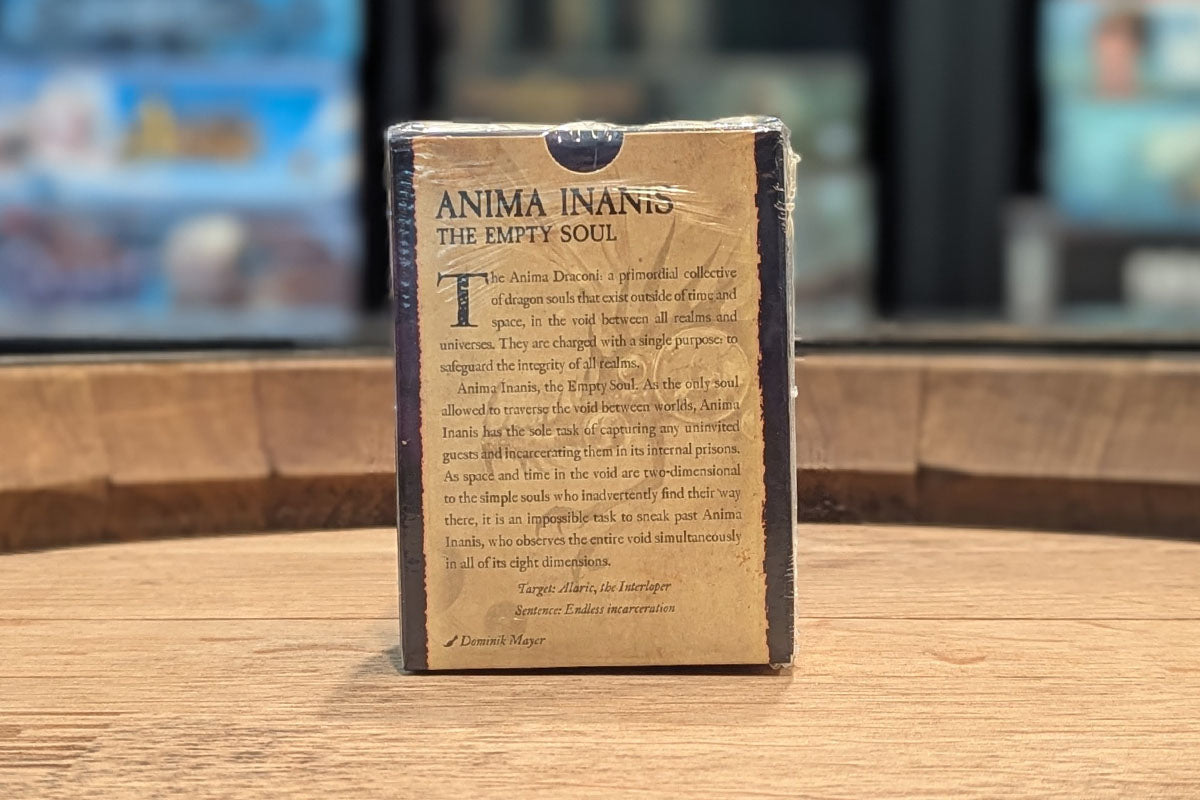 ANIMA INANIS
THE EMPTY SOUL
The Anima Draconi: a primordial collective
of dragon souls that exist outside of time and
space, in the void between all realms and
universes. They are charged with a single purpose: to
safeguard the integrity of all realms.
Anima Inanis, the Empty Soul. As the only soul
allowed to traverse the void between worlds, Anima
Inanis has the sole task of capturing any uninvited
guests and incarcerating them in its internal prisons.
As space and time in the void are two-dimensional
to the simple souls who inadvertently find their way
there, it is an impossible task to sneak past Anima
Inanis, who observes the entire void simultaneously
in all of its eight dimensions.
Target: Alaric, the Interloper
Sentence: Endless incarceration
Dominik Mayer